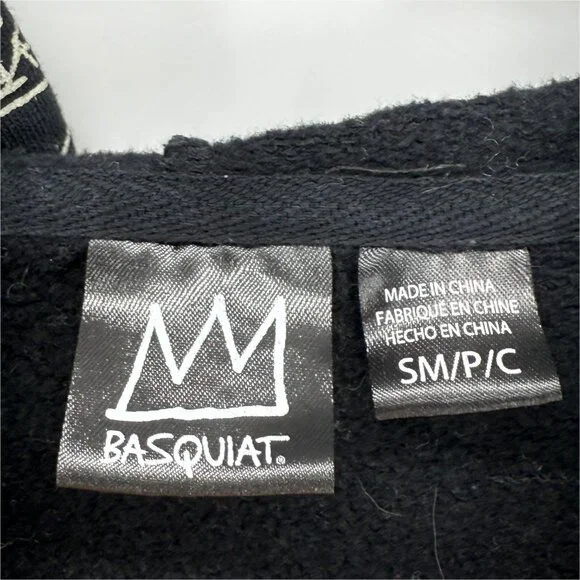 BASQUIAT®
MADE IN CHINA
FABRIQUÉ EN CHINE
HECHO EN CHINA
SM/P/C